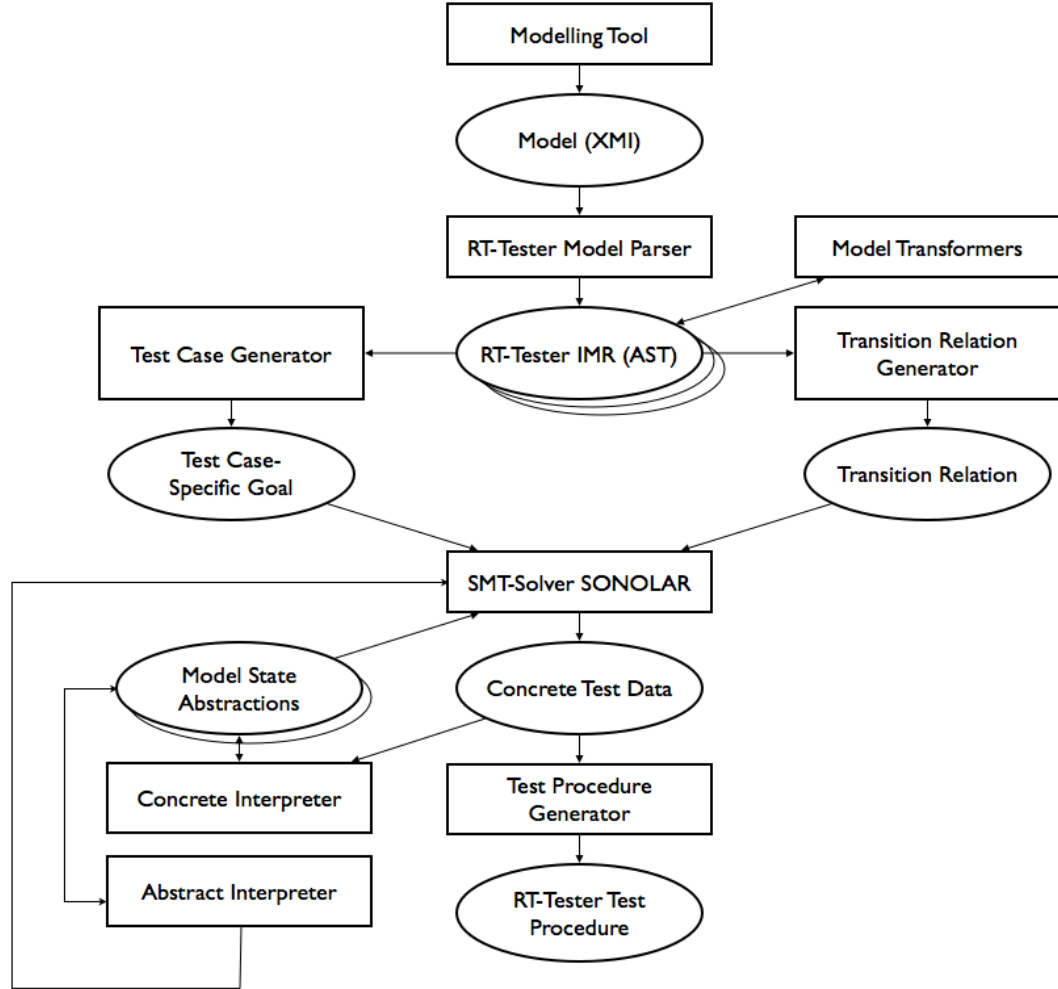 Modelling Tool
Model (XMI)
RT-Tester Model Parser
Model Transformers
Test Case Generator
RT-Tester IMR (AST)
Transition Relation
Generator
Test Case-
Specific Goal
Transition Relation
SMT-Solver SONOLAR
Model State
Abstractions
Concrete Test Data
Concrete Interpreter
Test Procedure
Generator
Abstract Interpreter
RT-Tester Test
Procedure